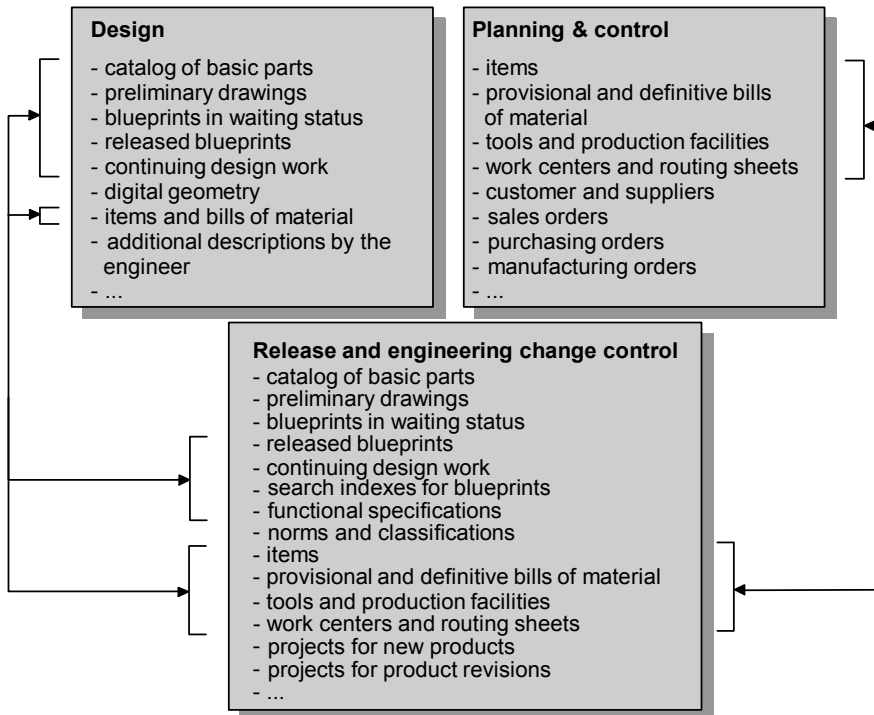 Design
- catalog of basic parts
- preliminary drawings
- blueprints in waiting status
- released blueprints
- continuing design work
- digital geometry
- items and bills of material
- additional descriptions by the
engineer
- ...
Planning & control
- items
- provisional and definitive bills
of material
- tools and production facilities
- work centers and routing sheets
- customer and suppliers
- sales orders
- purchasing orders
- manufacturing orders
- ...
Release and engineering change control
- catalog of basic parts
- preliminary drawings
- blueprints in waiting status
- released blueprints
- continuing design work
- search indexes for blueprints
- functional specifications
- norms and classifications
- items
- provisional and definitive bills of material
- tools and production facilities
- work centers and routing sheets
- projects for new products
- projects for product revisions
- ...